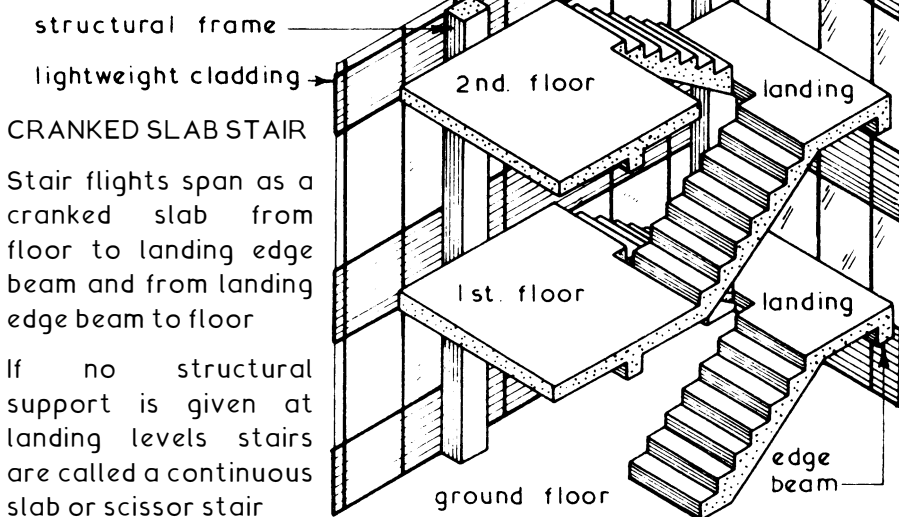 structural frame
lightweight cladding
CRANKED SLAB STAIR
Stair flights span as a
cranked slab from
floor to landing edge
beam and from landing
edge beam to floor
If no structural
support is given at
landing levels stairs
are called a continuous
slab or scissor stair
2nd. floor
landing
1st. floor
landing
ground floor
edge
beam